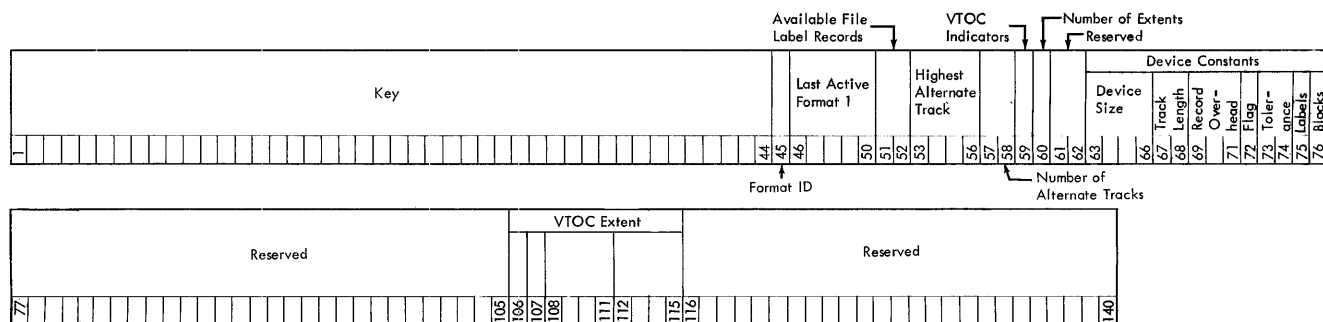 Available File
Label Records
VTOC
Indicators
Number of Extents
Reserved
Key
Last Active
Format 1
Highest
Alternate
Track
Device Constants
Device
Size
Track
Length
Record
Over-
head
Flag
Toler-
ance
Labels
Blocks
1
44
45
46
50
51
52
53
56
57
58
59
60
61
62
63
66
67
68
69
71
72
73
74
75
76
Format ID
Number of
Alternate Tracks
Reserved
VTOC Extent
Reserved
77
105
106
107
108
111
112
115
116
140